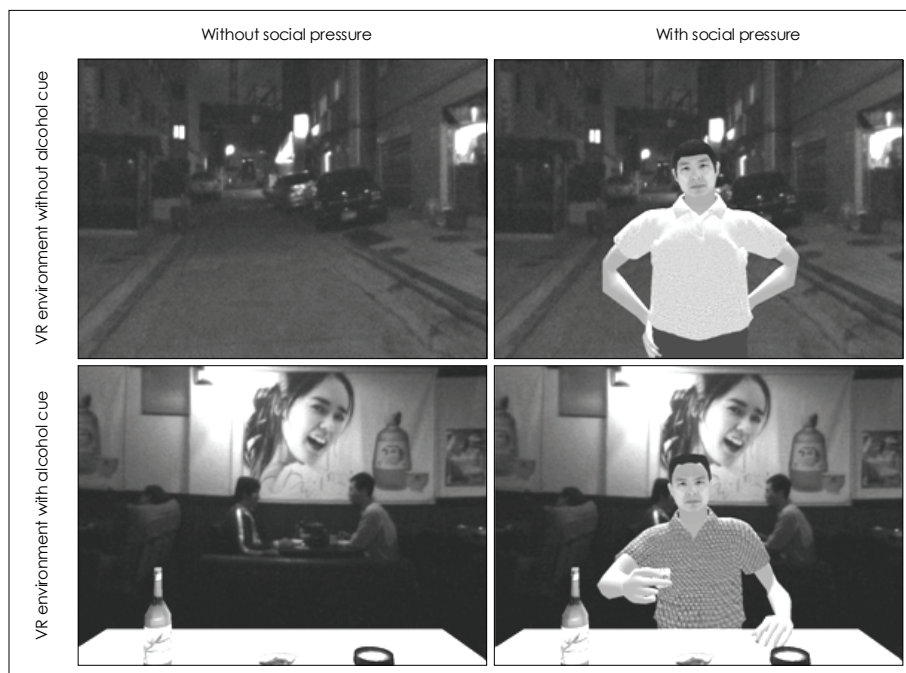 Without social pressure
With social pressure
VR environment without alcohol cue
VR environment with alcohol cue